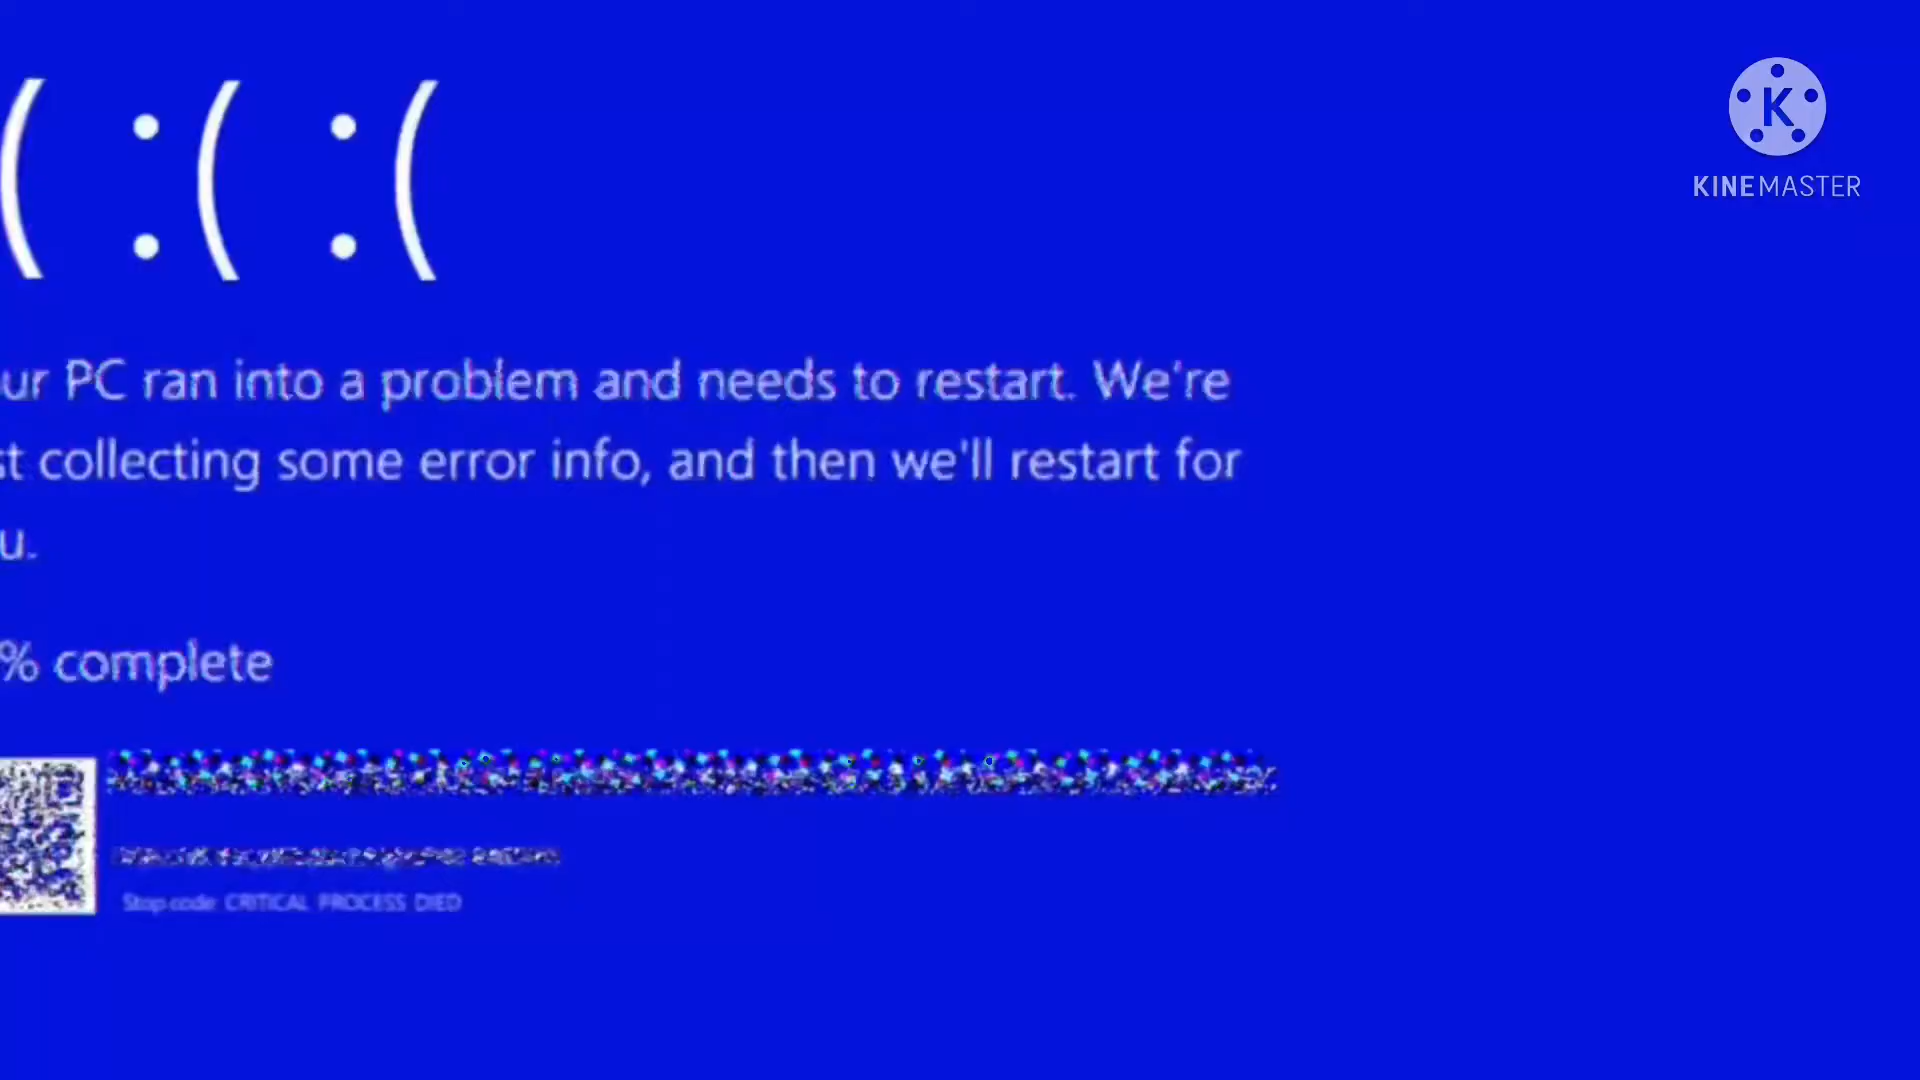 ( :( :(
K
KINEMASTER
ur PC ran into a problem and needs to restart. We're
st collecting some error info, and then we'll restart for
u.
% complete
Stop code: CRITICAL PROCESS DIED